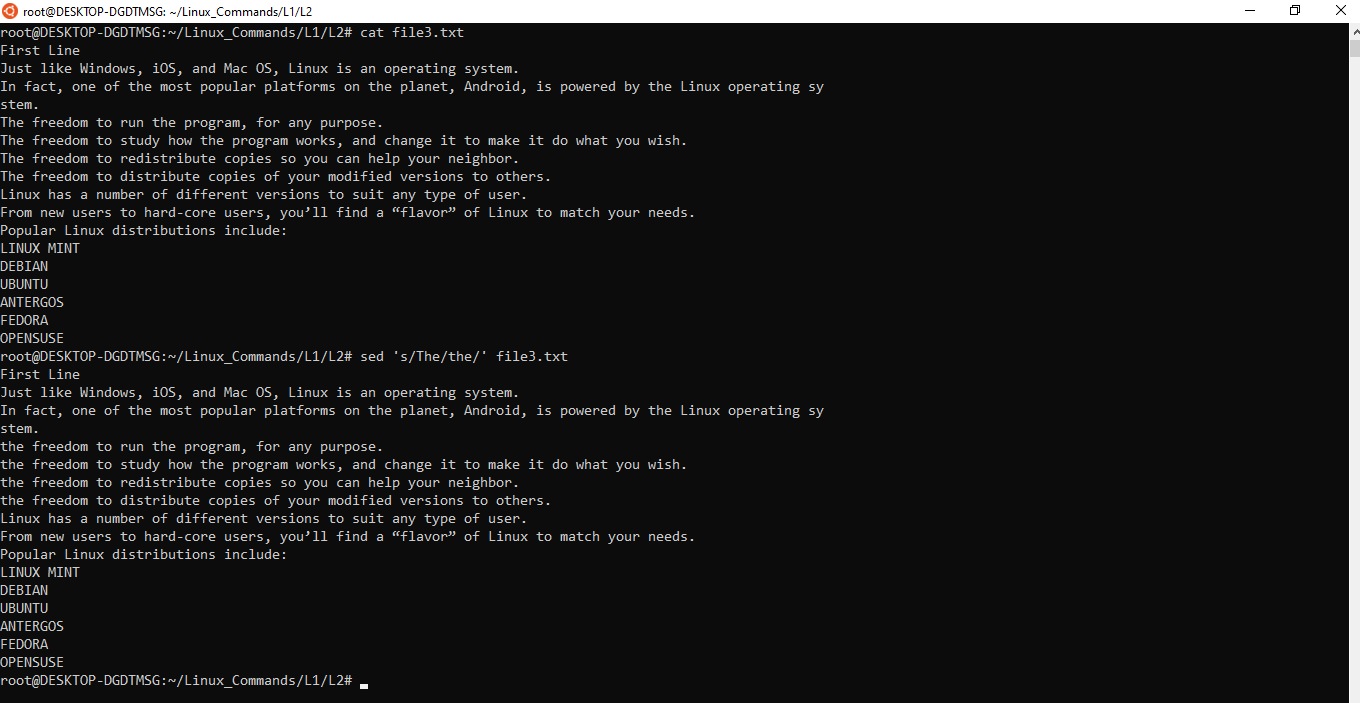 root@DESKTOP-DGDTMSG: ~/Linux_Commands/L1/L2
root@DESKTOP-DGDTMSG:~/Linux_Commands/L1/L2# cat file3.txt
First Line
Just like Windows, iOS, and Mac OS, Linux is an operating system.
In fact, one of the most popular platforms on the planet, Android, is powered by the Linux operating sy
stem.
The freedom to run the program, for any purpose.
The freedom to study how the program works, and change it to make it do what you wish.
The freedom to redistribute copies so you can help your neighbor.
The freedom to distribute copies of your modified versions to others.
Linux has a number of different versions to suit any type of user.
From new users to hard-core users, you’ll find a “flavor” of Linux to match your needs.
Popular Linux distributions include:
LINUX MINT
DEBIAN
UBUNTU
ANTERGOS
FEDORA
OPENSUSE
root@DESKTOP-DGDTMSG:~/Linux_Commands/L1/L2# sed 's/The/the/' file3.txt
First Line
Just like Windows, iOS, and Mac OS, Linux is an operating system.
In fact, one of the most popular platforms on the planet, Android, is powered by the Linux operating sy
stem.
the freedom to run the program, for any purpose.
the freedom to study how the program works, and change it to make it do what you wish.
the freedom to redistribute copies so you can help your neighbor.
the freedom to distribute copies of your modified versions to others.
Linux has a number of different versions to suit any type of user.
From new users to hard-core users, you’ll find a “flavor” of Linux to match your needs.
Popular Linux distributions include:
LINUX MINT
DEBIAN
UBUNTU
ANTERGOS
FEDORA
OPENSUSE
root@DESKTOP-DGDTMSG:~/Linux_Commands/L1/L2#